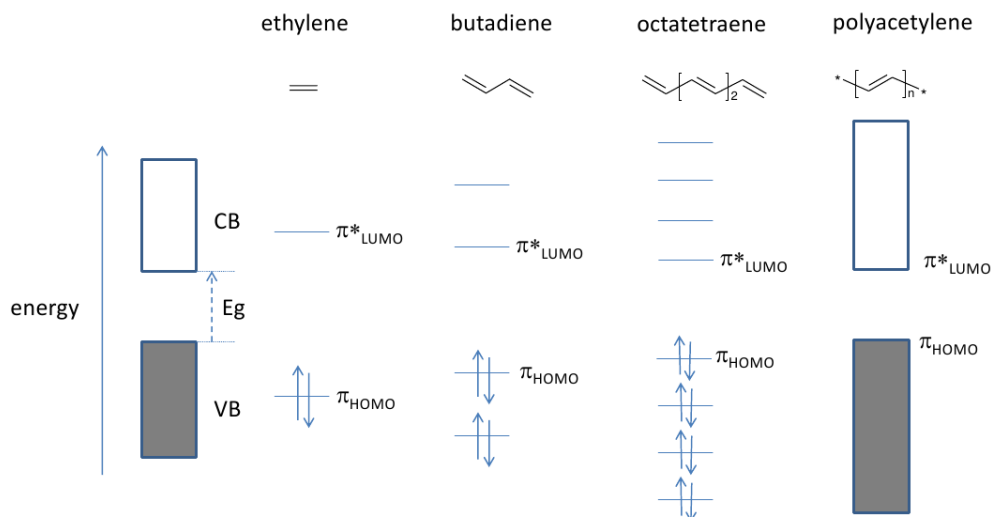 ethylene butadiene octatetraene polyacetylene
2
* n *
CB π*LUMO π*LUMO π*LUMO π*LUMO
energy
Eg
VB πHOMO πHOMO πHOMO πHOMO